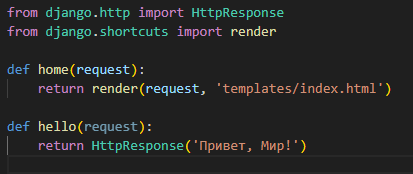 from django.http import HttpResponse
from django.shortcuts import render
def home(request):
    return render(request, 'templates/index.html')
def hello(request):
    return HttpResponse('Привет, Мир!')